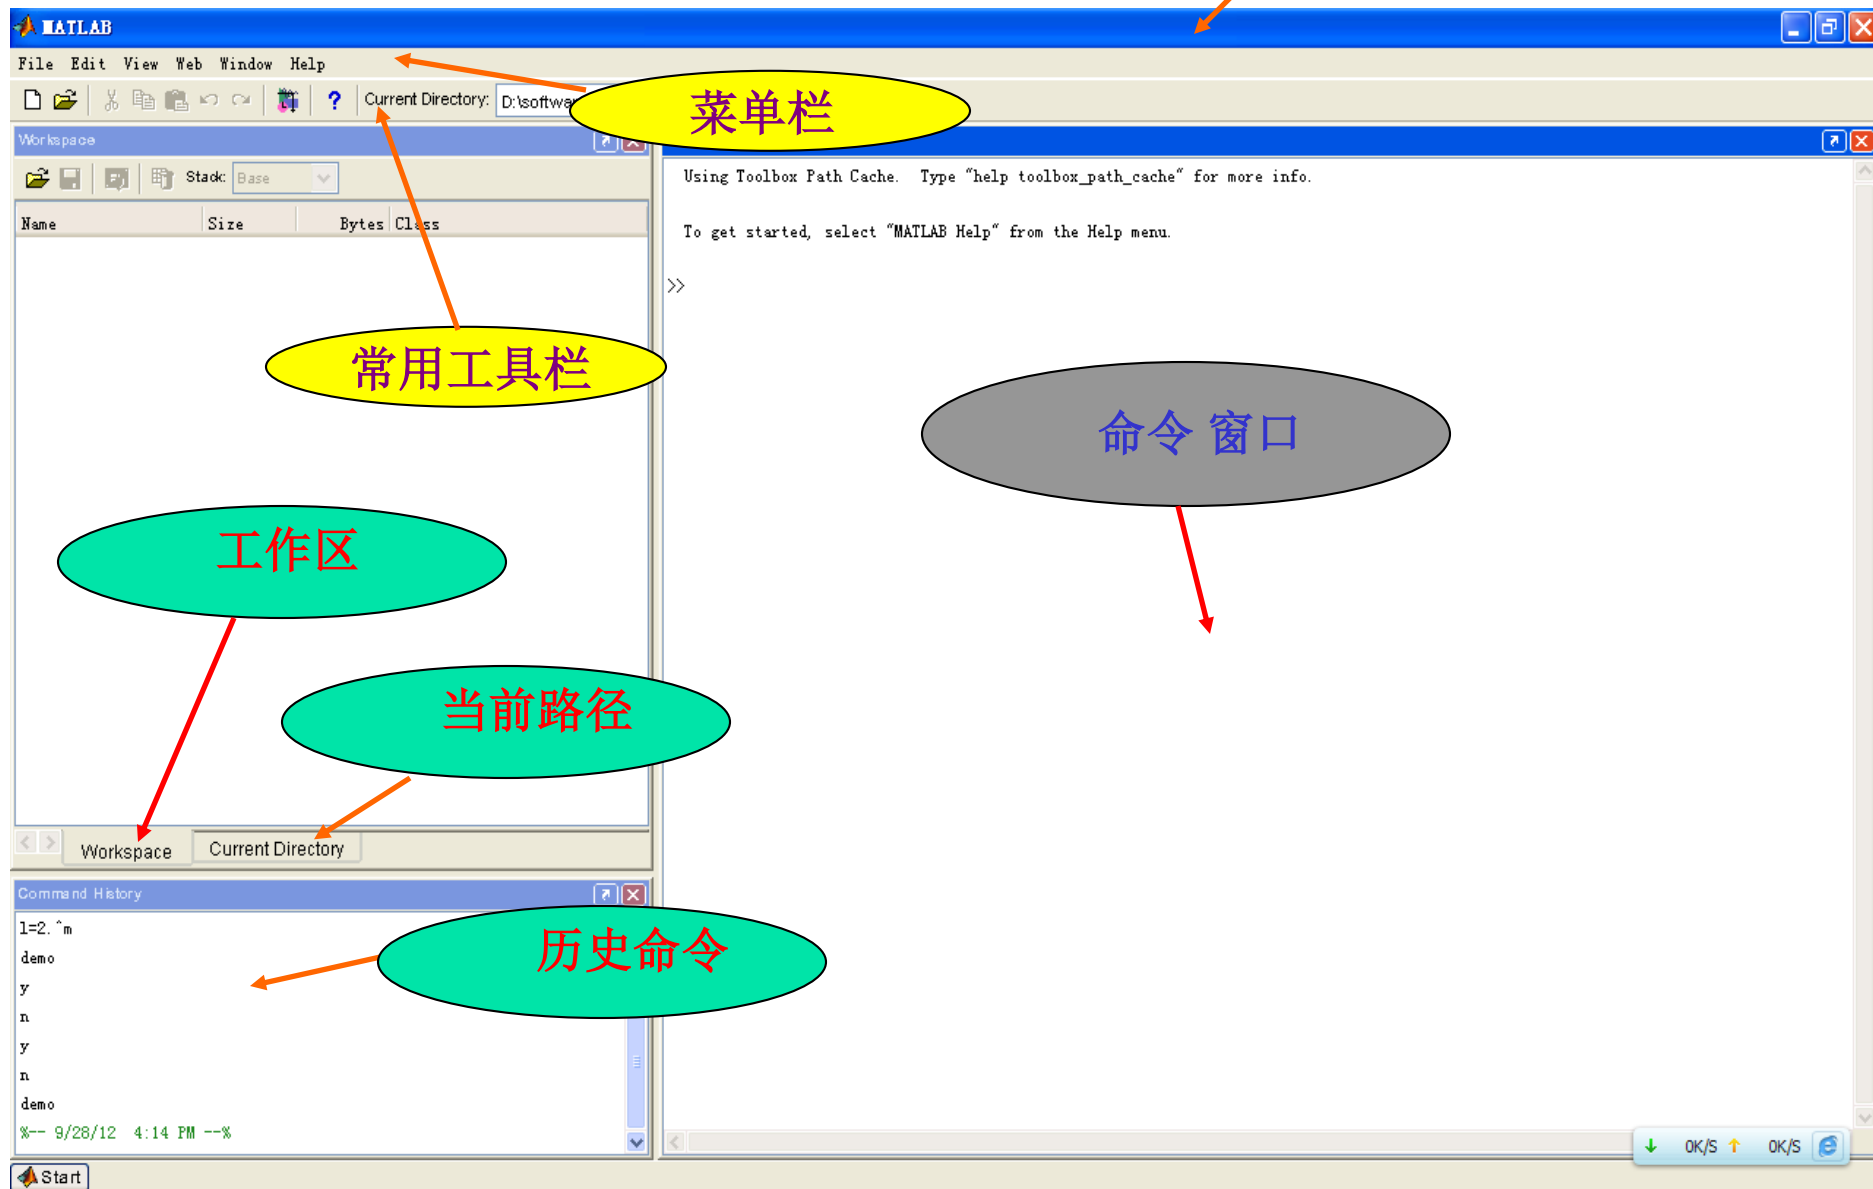 MATLAB
File Edit View Web Window Help
Current Directory: D:\softwar
菜单栏
Workspace
Stack: Base
Name Size Bytes Class
Using Toolbox Path Cache. Type "help toolbox_path_cache" for more info.
To get started, select "MATLAB Help" from the Help menu.
>>
常用工具栏
命令 窗口
工作区
当前路径
Workspace Current Directory
Command History
l=2.^m
demo
y
n
y
n
demo
%-- 9/28/12 4:14 PM --%
历史命令
0K/S 0K/S
Start